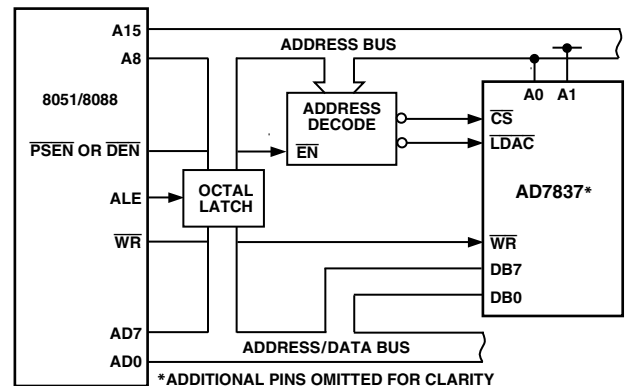 A15
A8
8051/8088
PSEN OR DEN
ALE
WR
AD7
AD0
ADDRESS BUS
ADDRESS
DECODE
EN
OCTAL
LATCH
A0 A1
CS
LDAC
AD7837*
WR
DB7
DB0
ADDRESS/DATA BUS
*ADDITIONAL PINS OMITTED FOR CLARITY